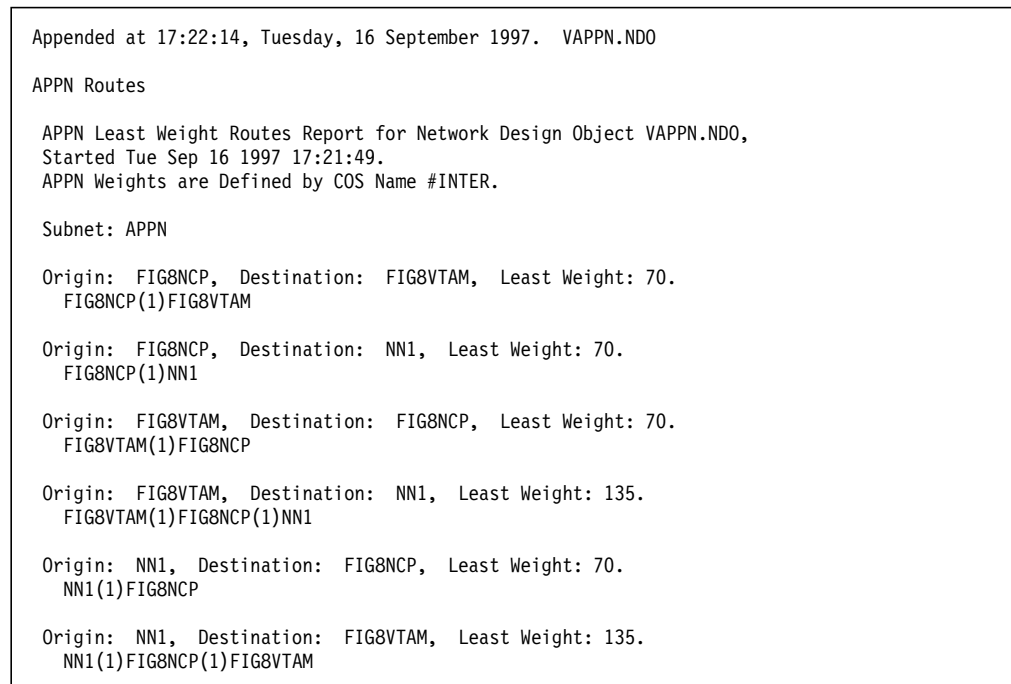 Appended at 17:22:14, Tuesday, 16 September 1997.  VAPPN.NDO
APPN Routes
APPN Least Weight Routes Report for Network Design Object VAPPN.NDO,
Started Tue Sep 16 1997 17:21:49.
APPN Weights are Defined by COS Name #INTER.
Subnet: APPN
Origin:  FIG8NCP,  Destination:  FIG8VTAM,  Least Weight: 70.
FIG8NCP(1)FIG8VTAM
Origin:  FIG8NCP,  Destination:  NN1,  Least Weight: 70.
FIG8NCP(1)NN1
Origin:  FIG8VTAM,  Destination:  FIG8NCP,  Least Weight: 70.
FIG8VTAM(1)FIG8NCP
Origin:  FIG8VTAM,  Destination:  NN1,  Least Weight: 135.
FIG8VTAM(1)FIG8NCP(1)NN1
Origin:  NN1,  Destination:  FIG8NCP,  Least Weight: 70.
NN1(1)FIG8NCP
Origin:  NN1,  Destination:  FIG8VTAM,  Least Weight: 135.
NN1(1)FIG8NCP(1)FIG8VTAM